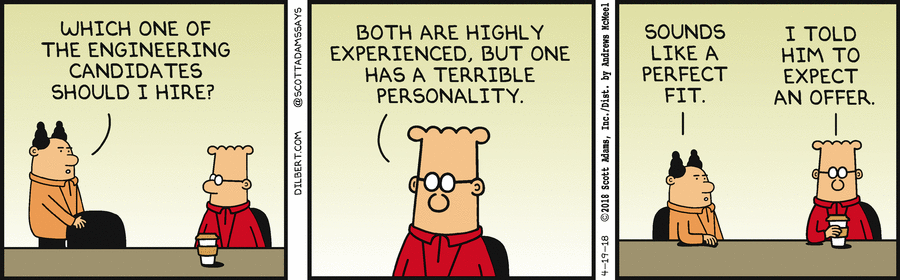 WHICH ONE OF
THE ENGINEERING
CANDIDATES
SHOULD I HIRE?
DILBERT.COM @SCOTTADAMSSAYS
BOTH ARE HIGHLY
EXPERIENCED, BUT ONE
HAS A TERRIBLE
PERSONALITY.
4-19-18 ©2018 Scott Adams, Inc./Dist. by Andrews McMeel
SOUNDS
LIKE A
PERFECT
FIT.
I TOLD
HIM TO
EXPECT
AN OFFER.